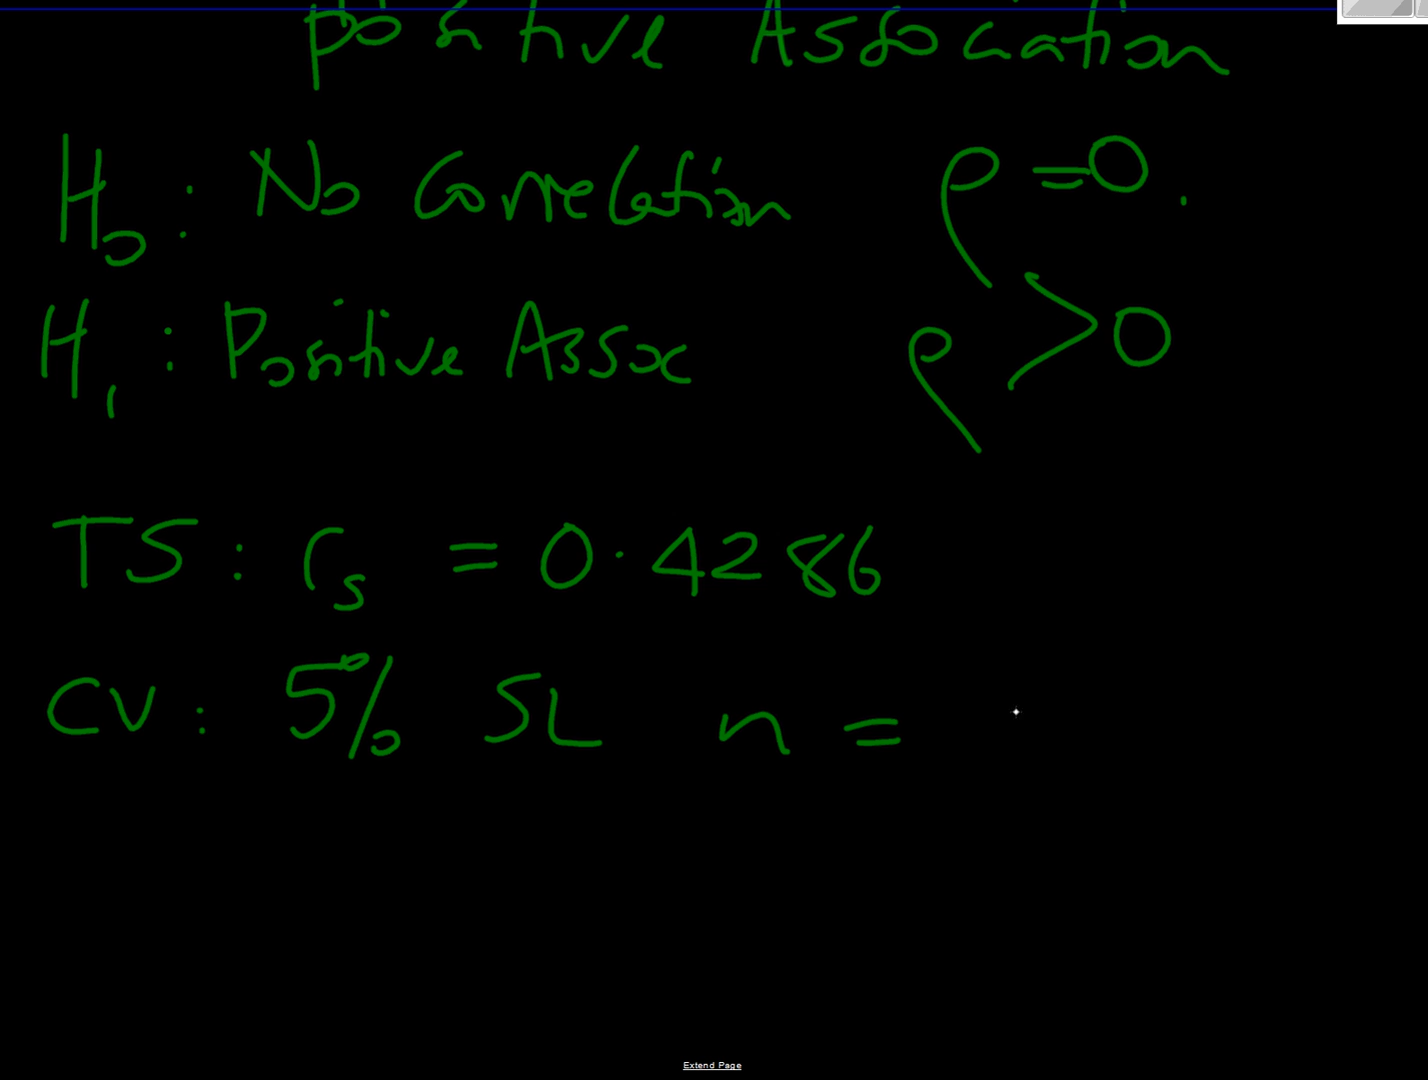 positive Association
H₀ : No Correlation ρ = 0.
H₁ : Positive Assoc ρ > 0
TS : rₛ = 0.4286
CV : 5% SL n =
Extend Page